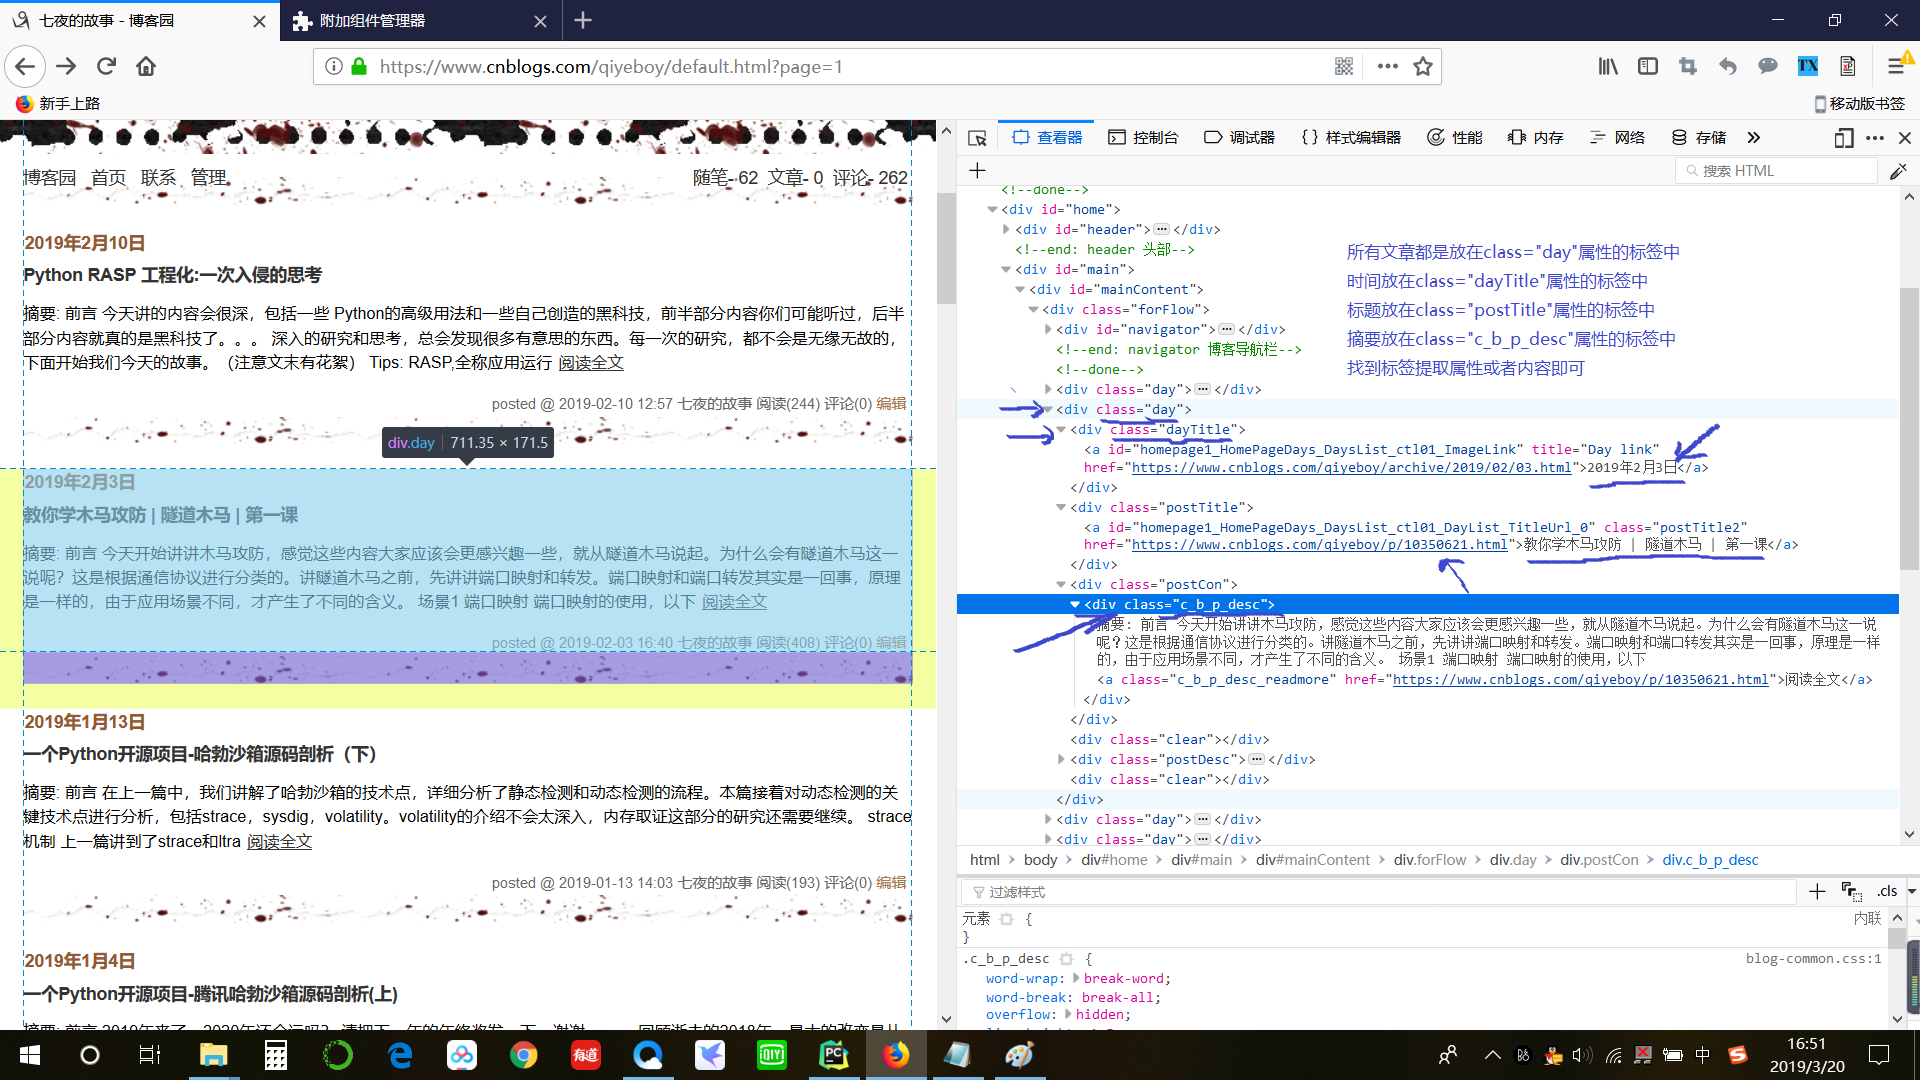 七夜的故事 - 博客园
附加组件管理器
https://www.cnblogs.com/qiyeboy/default.html?page=1
新手上路
移动版书签
博客园 首页 联系 管理
随笔- 62 文章- 0 评论- 262
2019年2月10日
Python RASP 工程化:一次入侵的思考
摘要: 前言 今天讲的内容会很深，包括一些 Python的高级用法和一些自己创造的黑科技，前半部分内容你们可能听过，后半
部分内容就真的是黑科技了。。。 深入的研究和思考，总会发现很多有意思的东西。每一次的研究，都不会是无缘无故的，
下面开始我们今天的故事。（注意文末有花絮） Tips: RASP,全称应用运行 阅读全文
posted @ 2019-02-10 12:57 七夜的故事 阅读(244) 评论(0) 编辑
div.day | 711.35 × 171.5
2019年2月3日
教你学木马攻防 | 隧道木马 | 第一课
摘要: 前言 今天开始讲讲木马攻防，感觉这些内容大家应该会更感兴趣一些，就从隧道木马说起。为什么会有隧道木马这一
说呢？这是根据通信协议进行分类的。讲隧道木马之前，先讲讲端口映射和转发。端口映射和端口转发其实是一回事，原理
是一样的，由于应用场景不同，才产生了不同的含义。 场景1 端口映射 端口映射的使用，以下 阅读全文
posted @ 2019-02-03 16:40 七夜的故事 阅读(408) 评论(0) 编辑
2019年1月13日
一个Python开源项目-哈勃沙箱源码剖析（下）
摘要: 前言 在上一篇中，我们讲解了哈勃沙箱的技术点，详细分析了静态检测和动态检测的流程。本篇接着对动态检测的关
键技术点进行分析，包括strace，sysdig，volatility。volatility的介绍不会太深入，内存取证这部分的研究还需要继续。 strace
机制 上一篇讲到了strace和ltra 阅读全文
posted @ 2019-01-13 14:03 七夜的故事 阅读(193) 评论(0) 编辑
2019年1月4日
一个Python开源项目-腾讯哈勃沙箱源码剖析(上)
查看器 控制台 调试器 {} 样式编辑器 性能 内存 网络 存储
搜索 HTML
<!--done-->
<div id="home">
<div id="header"></div>
<!--end: header 头部-->
<div id="main">
<div id="mainContent">
<div class="forFlow">
<div id="navigator"></div>
<!--end: navigator 博客导航栏-->
<!--done-->
<div class="day"></div>
<div class="day">
<div class="dayTitle">
<a id="homepage1_HomePageDays_DaysList_ctl01_ImageLink" title="Day link"
href="https://www.cnblogs.com/qiyeboy/archive/2019/02/03.html">2019年2月3日</a>
</div>
<div class="postTitle">
<a id="homepage1_HomePageDays_DaysList_ctl01_DayList_TitleUrl_0" class="postTitle2"
href="https://www.cnblogs.com/qiyeboy/p/10350621.html">教你学木马攻防 | 隧道木马 | 第一课</a>
</div>
<div class="postCon">
<div class="c_b_p_desc">
摘要: 前言 今天开始讲讲木马攻防，感觉这些内容大家应该会更感兴趣一些，就从隧道木马说起。为什么会有隧道木马这一说
呢？这是根据通信协议进行分类的。讲隧道木马之前，先讲讲端口映射和转发。端口映射和端口转发其实是一回事，原理是一样
的，由于应用场景不同，才产生了不同的含义。 场景1 端口映射 端口映射的使用，以下
<a class="c_b_p_desc_readmore" href="https://www.cnblogs.com/qiyeboy/p/10350621.html">阅读全文</a>
</div>
</div>
<div class="clear"></div>
<div class="postDesc"></div>
<div class="clear"></div>
</div>
<div class="day"></div>
<div class="day"></div>
所有文章都是放在class="day"属性的标签中
时间放在class="dayTitle"属性的标签中
标题放在class="postTitle"属性的标签中
摘要放在class="c_b_p_desc"属性的标签中
找到标签提取属性或者内容即可
html > body > div#home > div#main > div#mainContent > div.forFlow > div.day > div.postCon > div.c_b_p_desc
过滤样式
.cls
元素 {
内联
}
.c_b_p_desc {
blog-common.css:1
word-wrap: break-word;
word-break: break-all;
overflow: hidden;
有道
iQIYI
PC
中
16:51
2019/3/20